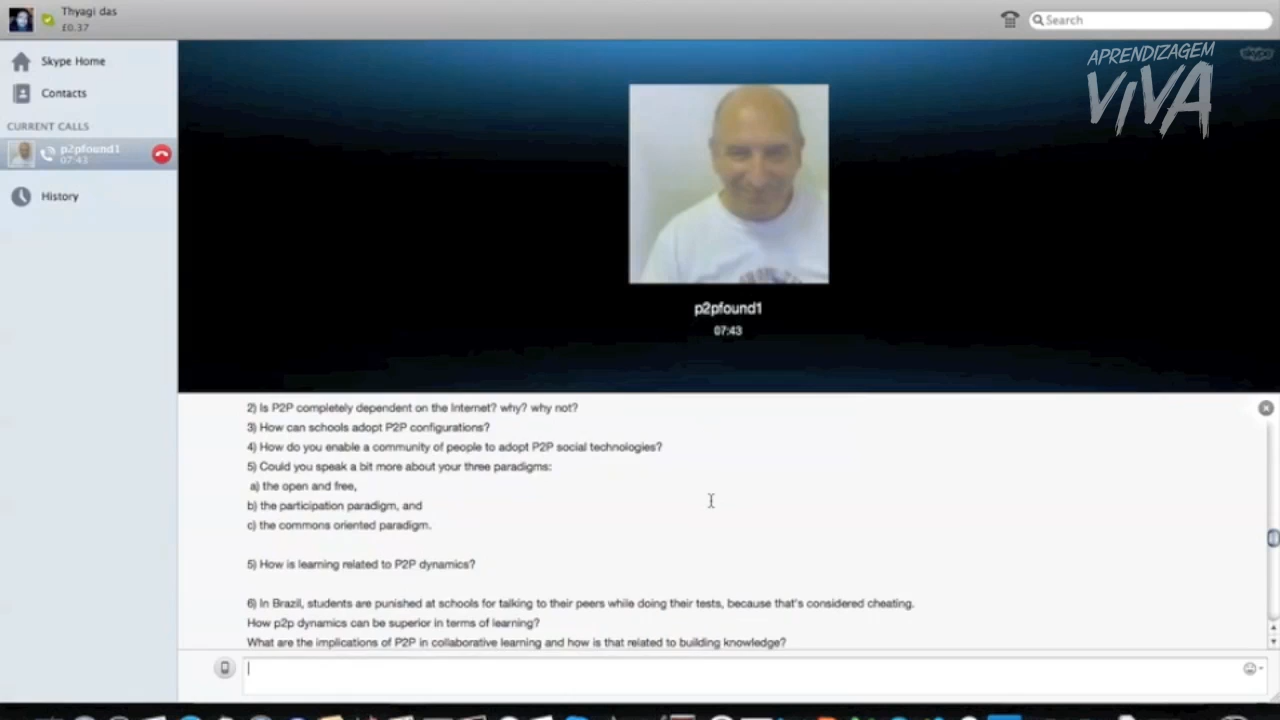 Thyagi das
£0.37
Search
Skype Home
Contacts
CURRENT CALLS
p2pfound1
07:43
History
APRENDIZAGEM
VIVA
skype
p2pfound1
07:43
2) Is P2P completely dependent on the Internet? why? why not?
3) How can schools adopt P2P configurations?
4) How do you enable a community of people to adopt P2P social technologies?
5) Could you speak a bit more about your three paradigms:
a) the open and free,
b) the participation paradigm, and
c) the commons oriented paradigm.
5) How is learning related to P2P dynamics?
6) In Brazil, students are punished at schools for talking to their peers while doing their tests, because that's considered cheating.
How p2p dynamics can be superior in terms of learning?
What are the implications of P2P in collaborative learning and how is that related to building knowledge?